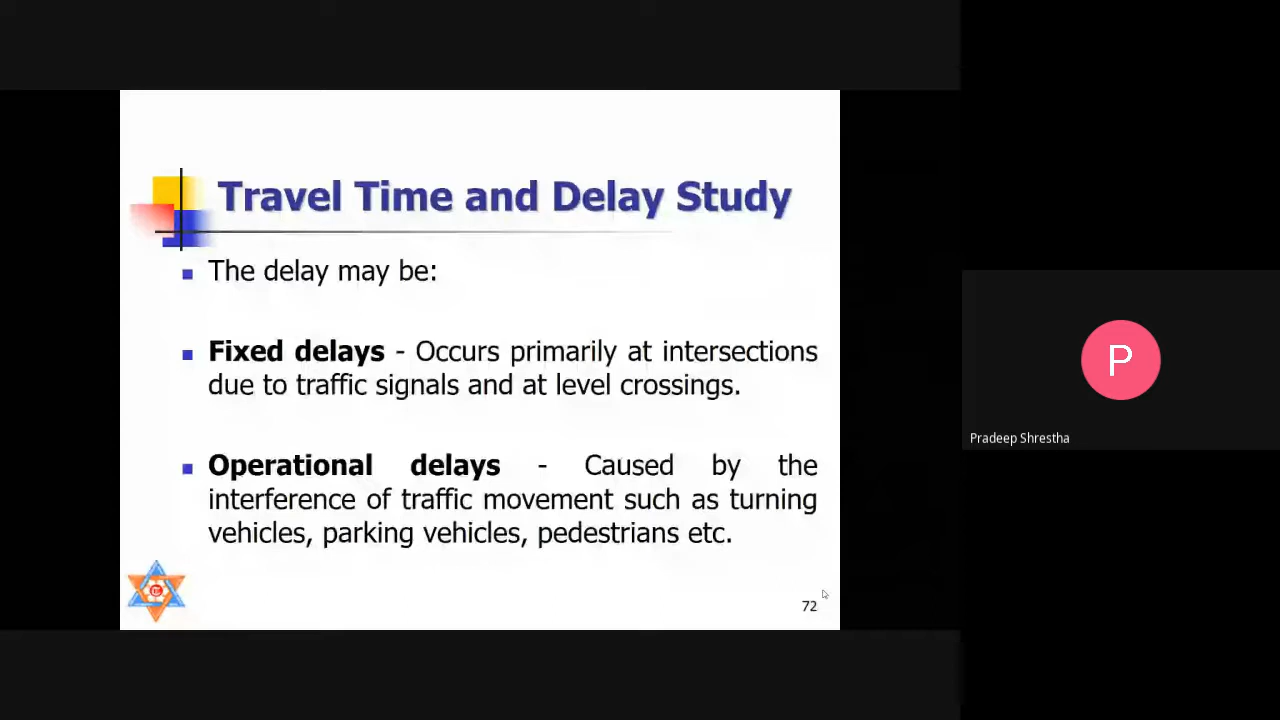 Travel Time and Delay Study
The delay may be:
Fixed delays - Occurs primarily at intersections
due to traffic signals and at level crossings.
Operational delays - Caused by the
interference of traffic movement such as turning
vehicles, parking vehicles, pedestrians etc.
72
P
Pradeep Shrestha